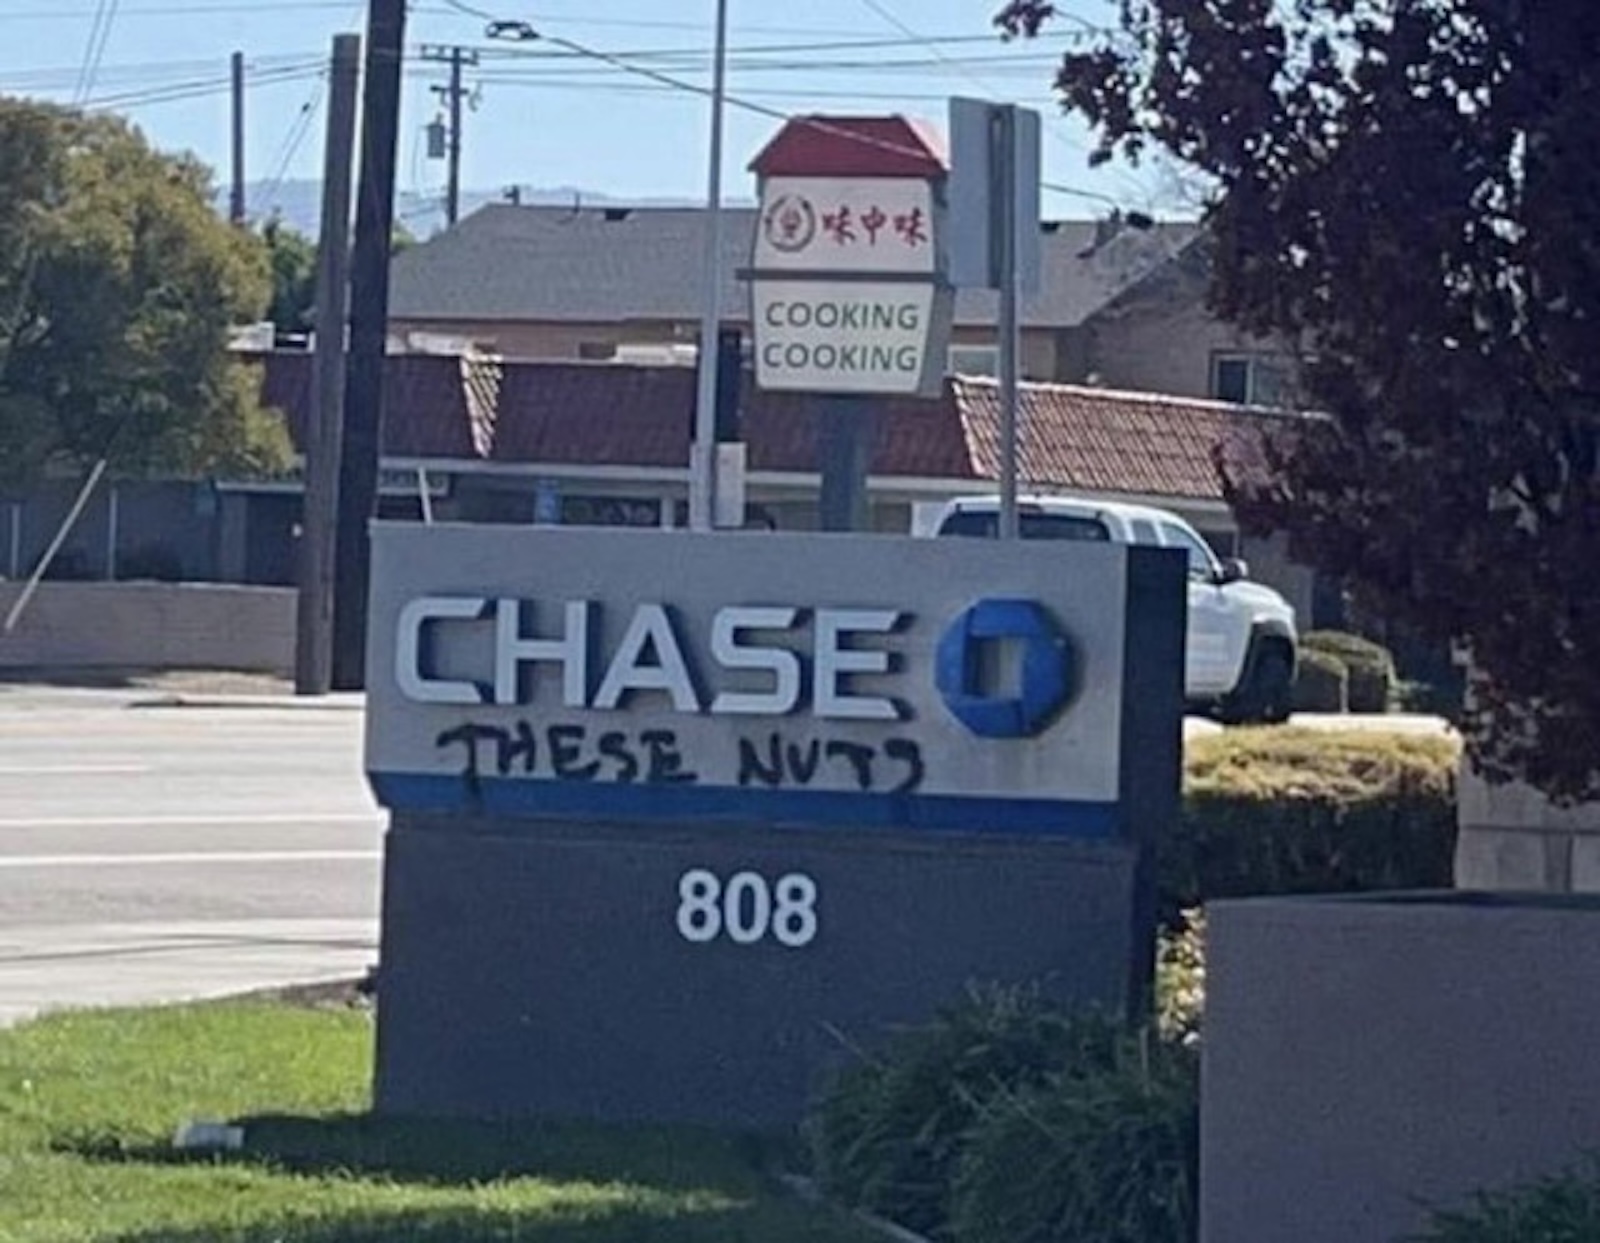 味中味
COOKING
COOKING
CHASE
THESE NUTS
808